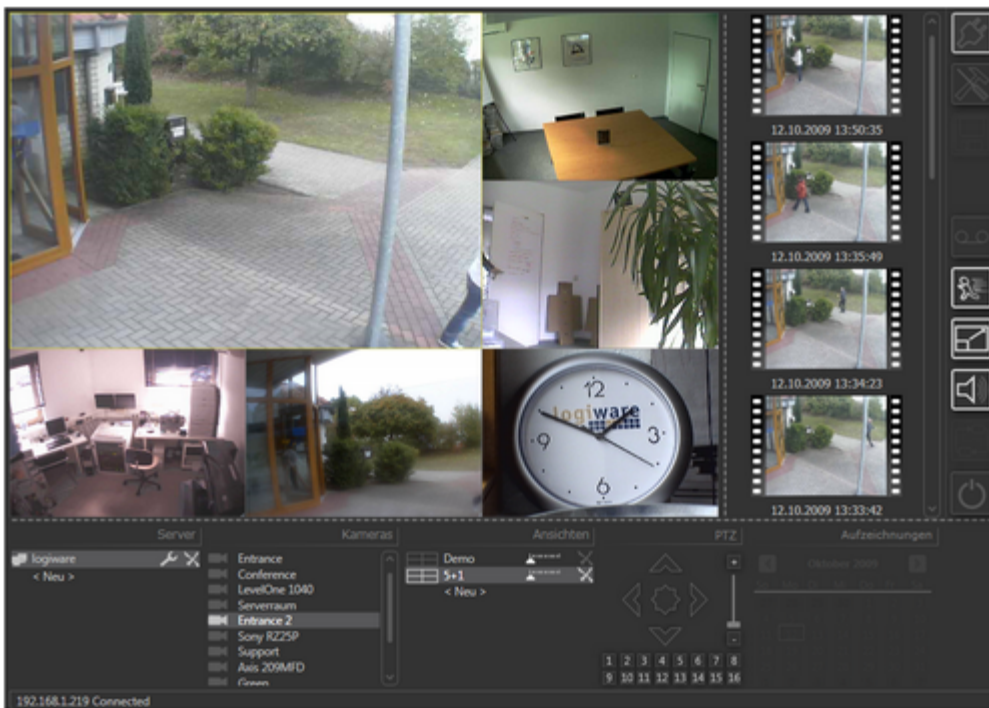 12.10.2009 13:50:35
12.10.2009 13:35:49
12.10.2009 13:34:23
12.10.2009 13:33:42
12
logiware
9
3
6
Server
logiware
< Neu >
Kameras
Entrance
Conference
LevelOne 1040
Serverraum
Entrance 2
Sony RZ25P
Support
Axis 209MFD
Green
Ansichten
Demo
5+1
< Neu >
PTZ
+
-
1 2 3 4 5 6 7 8
9 10 11 12 13 14 15 16
Aufzeichnungen
Oktober 2009
192.168.1.219 Connected